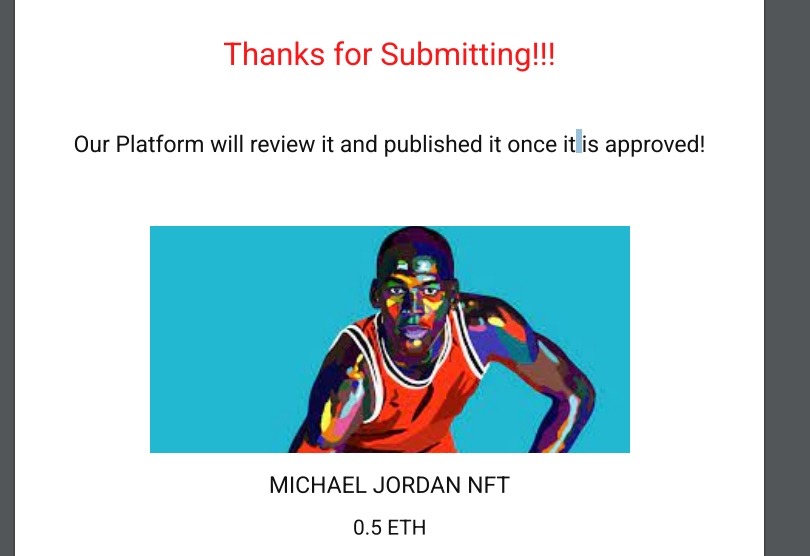 Thanks for Submitting!!!
Our Platform will review it and published it once it is approved!
MICHAEL JORDAN NFT
0.5 ETH